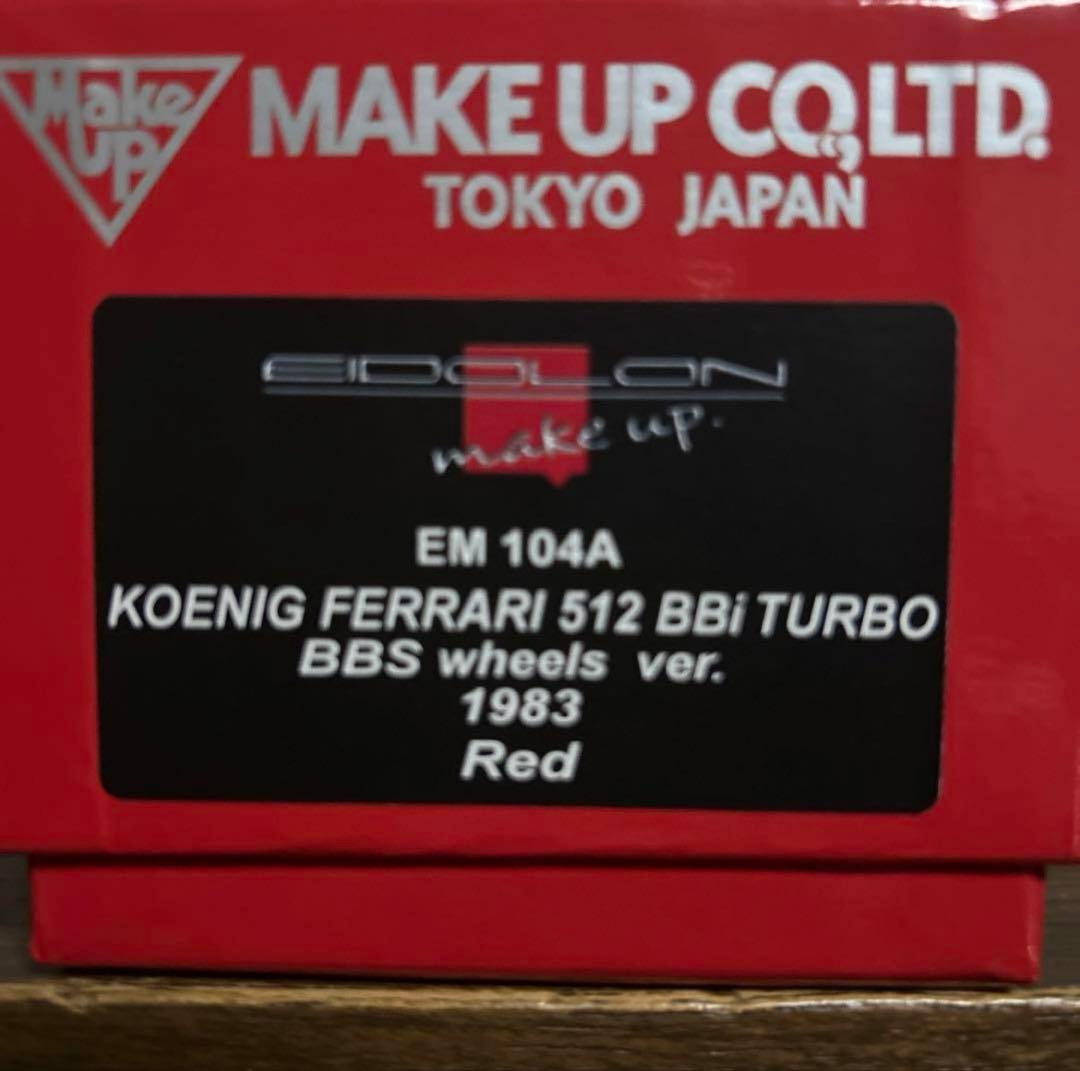 Make UP
MAKE UP CO.,LTD.
TOKYO JAPAN
EIDOLON
make up.
EM 104A
KOENIG FERRARI 512 BBi TURBO
BBS wheels ver.
1983
Red